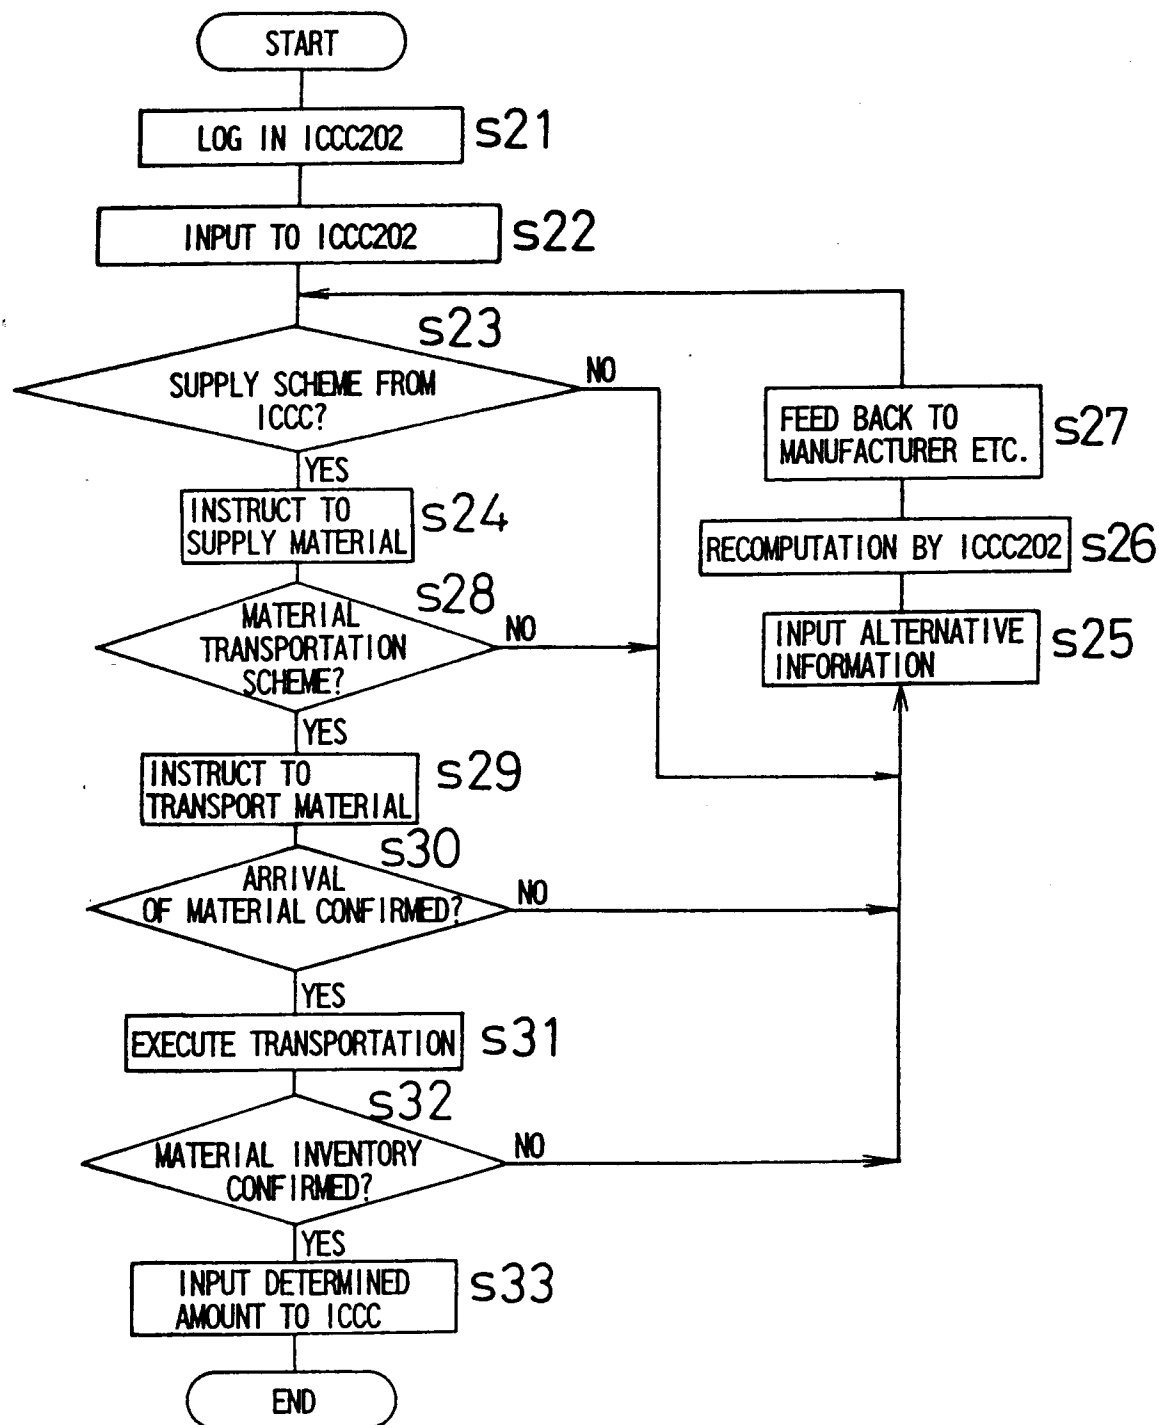 START
LOG IN ICCC202
s21
INPUT TO ICCC202
s22
s23
SUPPLY SCHEME FROM
ICCC?
NO
YES
INSTRUCT TO
SUPPLY MATERIAL
s24
s28
MATERIAL
TRANSPORTATION
SCHEME?
NO
YES
INSTRUCT TO
TRANSPORT MATERIAL
s29
s30
ARRIVAL
OF MATERIAL CONFIRMED?
NO
YES
EXECUTE TRANSPORTATION
s31
s32
MATERIAL INVENTORY
CONFIRMED?
NO
YES
INPUT DETERMINED
AMOUNT TO ICCC
s33
END
FEED BACK TO
MANUFACTURER ETC.
s27
RECOMPUTATION BY ICCC202
s26
INPUT ALTERNATIVE
INFORMATION
s25